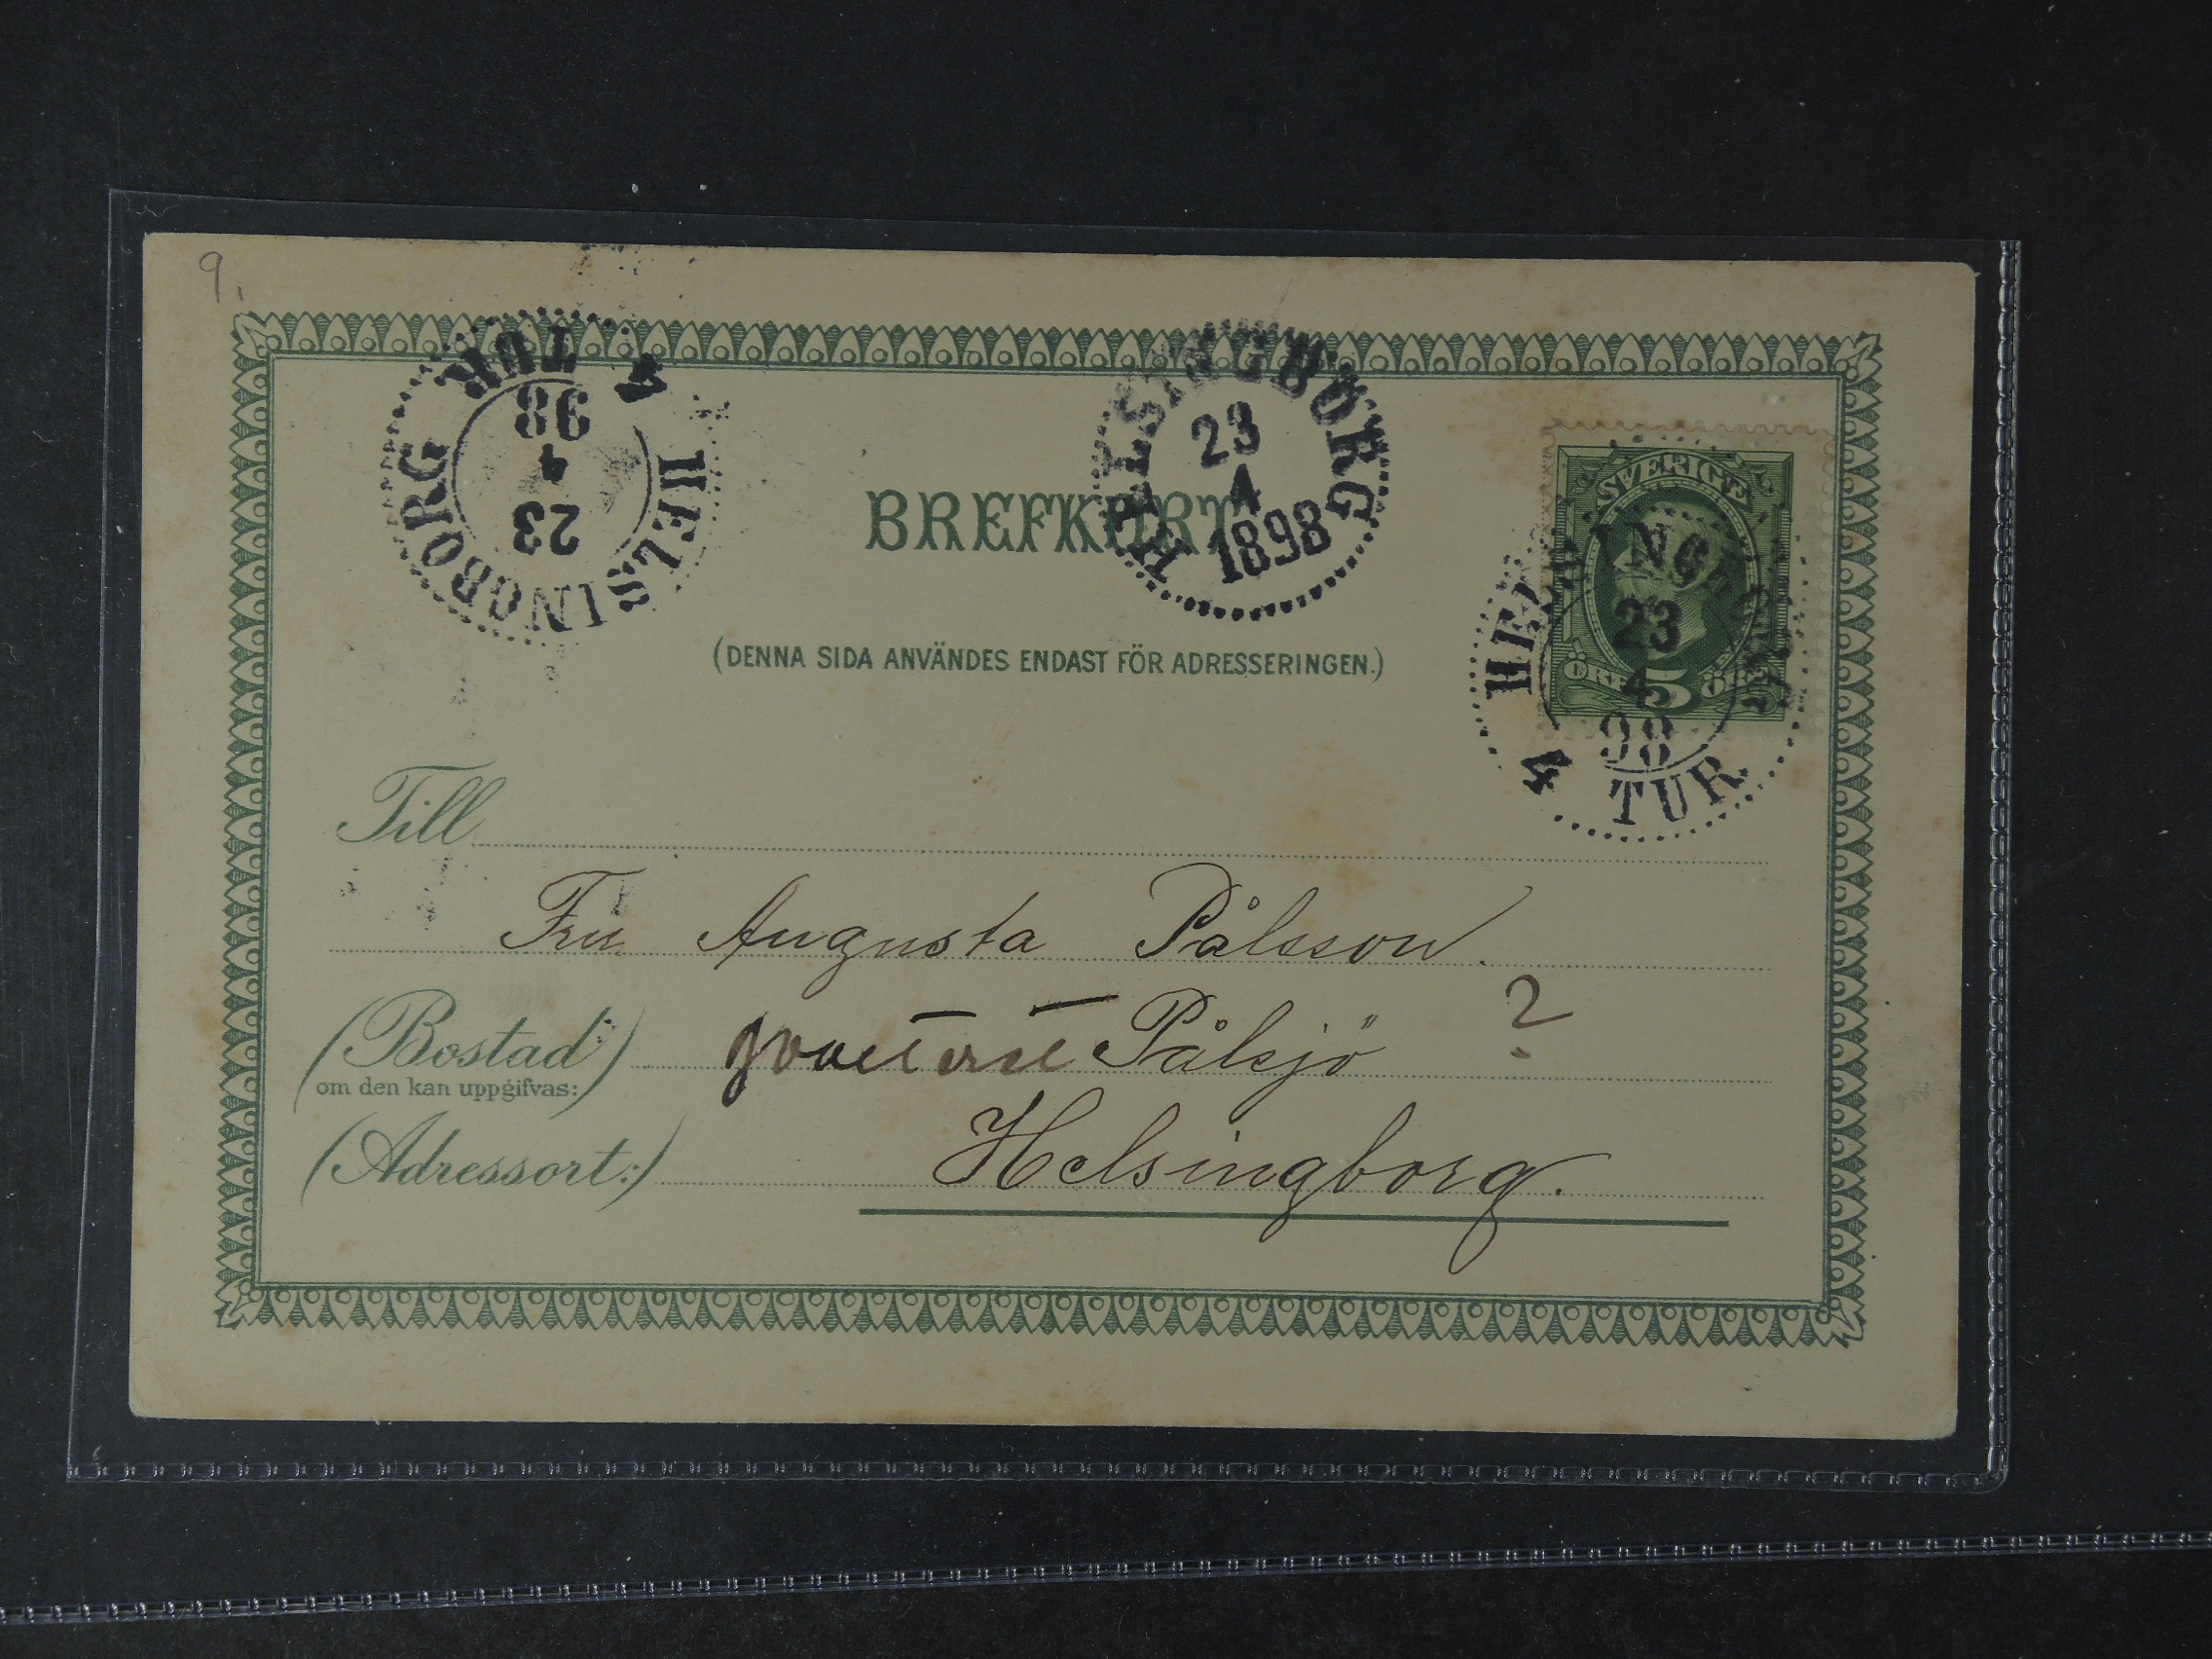 9.
HELSINGBORG
23
4
98
4 TUR
HELSINGBORG
23
4
1898
SVERIGE
ÖRE 5 ÖRE
HELSINGBORG
23
4
98
4 TUR
BREFKORT
(DENNA SIDA ANVÄNDES ENDAST FÖR ADRESSERINGEN.)
Till
Fru Augusta Pålsson.
(Bostad) Pålsjö ?
om den kan uppgifvas:
(Adressort:) Helsingborg.